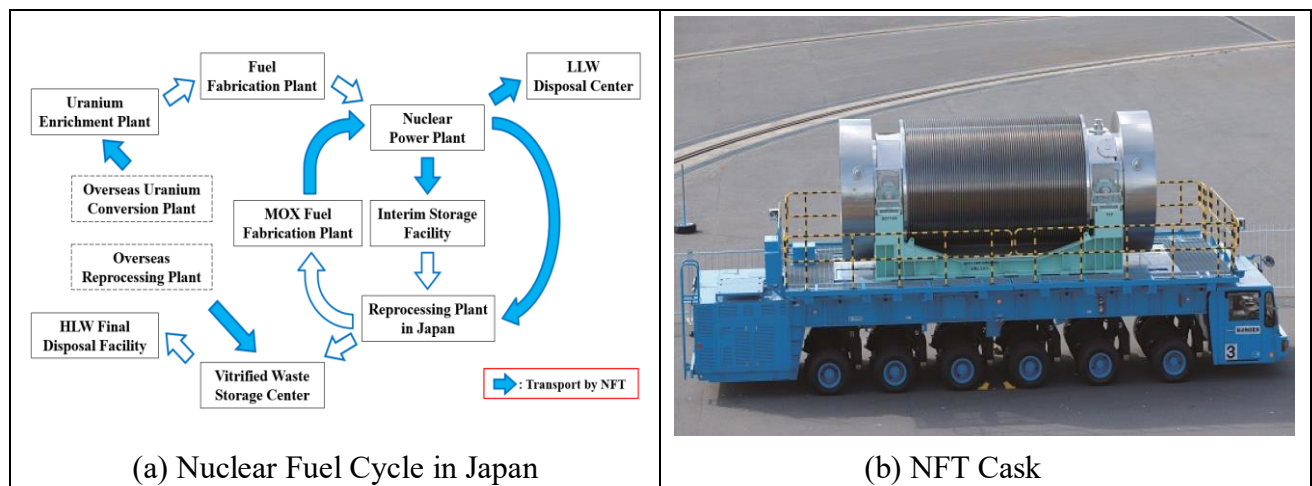 Fuel
Fabrication Plant
LLW
Disposal Center
Uranium
Enrichment Plant
Nuclear
Power Plant
Overseas Uranium
Conversion Plant
MOX Fuel
Fabrication Plant
Interim Storage
Facility
Overseas
Reprocessing Plant
Reprocessing Plant
in Japan
HLW Final
Disposal Facility
Vitrified Waste
Storage Center
: Transport by NFT
(a) Nuclear Fuel Cycle in Japan
3
(b) NFT Cask